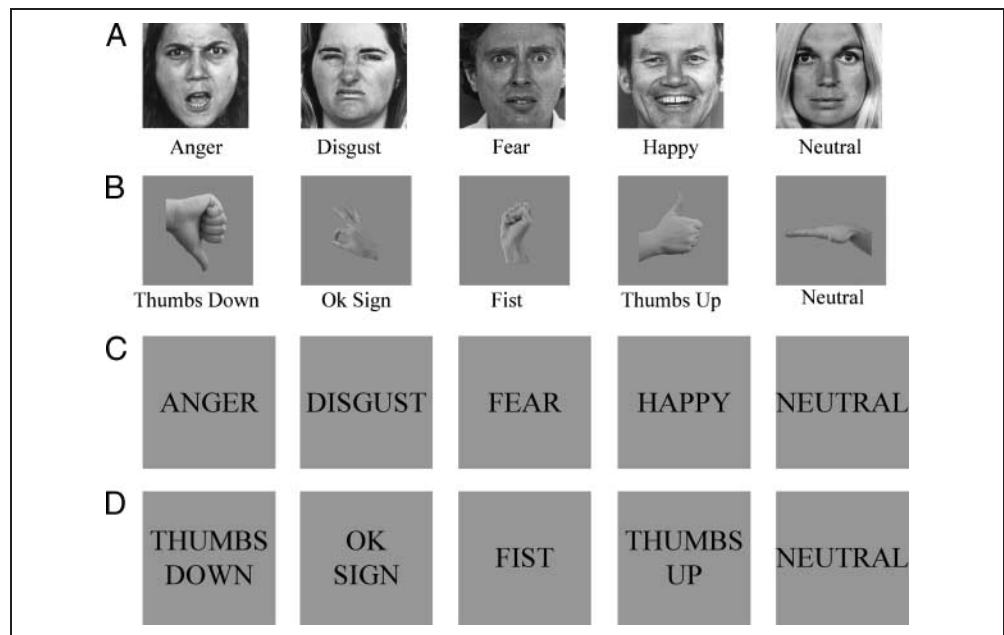 A
Anger Disgust Fear Happy Neutral
B
Thumbs Down Ok Sign Fist Thumbs Up Neutral
C
ANGER DISGUST FEAR HAPPY NEUTRAL
D
THUMBS DOWN OK SIGN FIST THUMBS UP NEUTRAL